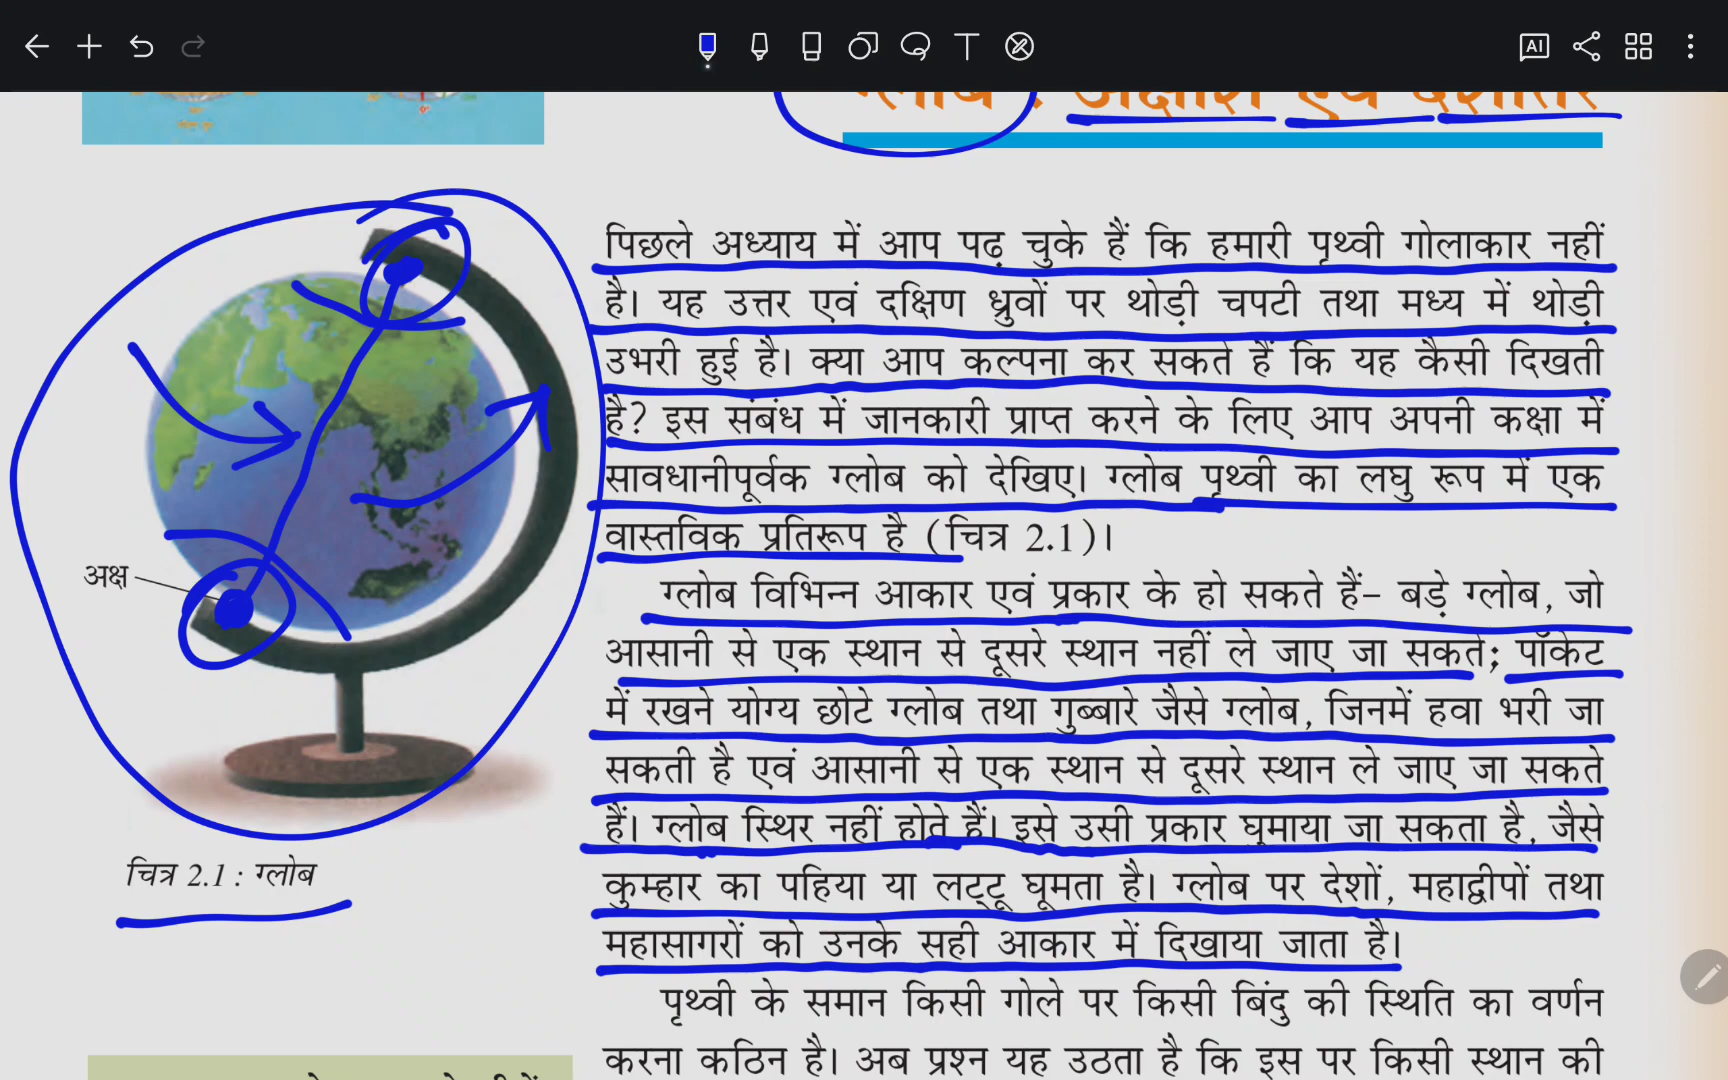 AI
T
ग्लोब : अक्षांश एवं देशांतर
पिछले अध्याय में आप पढ़ चुके हैं कि हमारी पृथ्वी गोलाकार नहीं
है। यह उत्तर एवं दक्षिण ध्रुवों पर थोड़ी चपटी तथा मध्य में थोड़ी
उभरी हुई है। क्या आप कल्पना कर सकते हैं कि यह कैसी दिखती
है? इस संबंध में जानकारी प्राप्त करने के लिए आप अपनी कक्षा में
सावधानीपूर्वक ग्लोब को देखिए। ग्लोब पृथ्वी का लघु रूप में एक
वास्तविक प्रतिरूप है (चित्र 2.1)।
अक्ष
ग्लोब विभिन्न आकार एवं प्रकार के हो सकते हैं– बड़े ग्लोब, जो
आसानी से एक स्थान से दूसरे स्थान नहीं ले जाए जा सकते; पॉकेट
में रखने योग्य छोटे ग्लोब तथा गुब्बारे जैसे ग्लोब, जिनमें हवा भरी जा
सकती है एवं आसानी से एक स्थान से दूसरे स्थान ले जाए जा सकते
हैं। ग्लोब स्थिर नहीं होते हैं। इसे उसी प्रकार घुमाया जा सकता है, जैसे
कुम्हार का पहिया या लट्टू घूमता है। ग्लोब पर देशों, महाद्वीपों तथा
महासागरों को उनके सही आकार में दिखाया जाता है।
चित्र 2.1 : ग्लोब
पृथ्वी के समान किसी गोले पर किसी बिंदु की स्थिति का वर्णन
करना कठिन है। अब प्रश्न यह उठता है कि इस पर किसी स्थान की